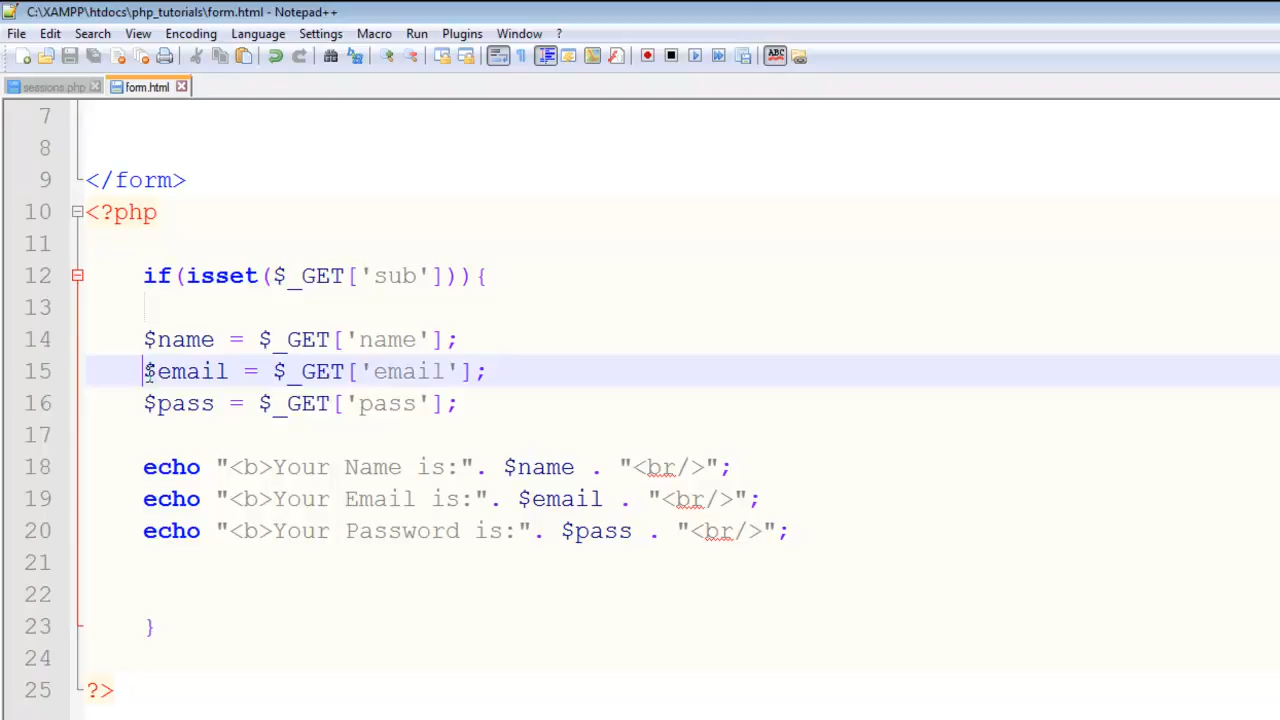 C:\XAMPP\htdocs\php_tutorials\form.html - Notepad++
File Edit Search View Encoding Language Settings Macro Run Plugins Window ?
ABC
sessions.php form.html
7
8
9 </form>
10 <?php
11
12 if(isset($_GET['sub'])){
13
14 $name = $_GET['name'];
15 $email = $_GET['email'];
16 $pass = $_GET['pass'];
17
18 echo "<b>Your Name is:". $name . "<br/>";
19 echo "<b>Your Email is:". $email . "<br/>";
20 echo "<b>Your Password is:". $pass . "<br/>";
21
22
23 }
24
25 ?>